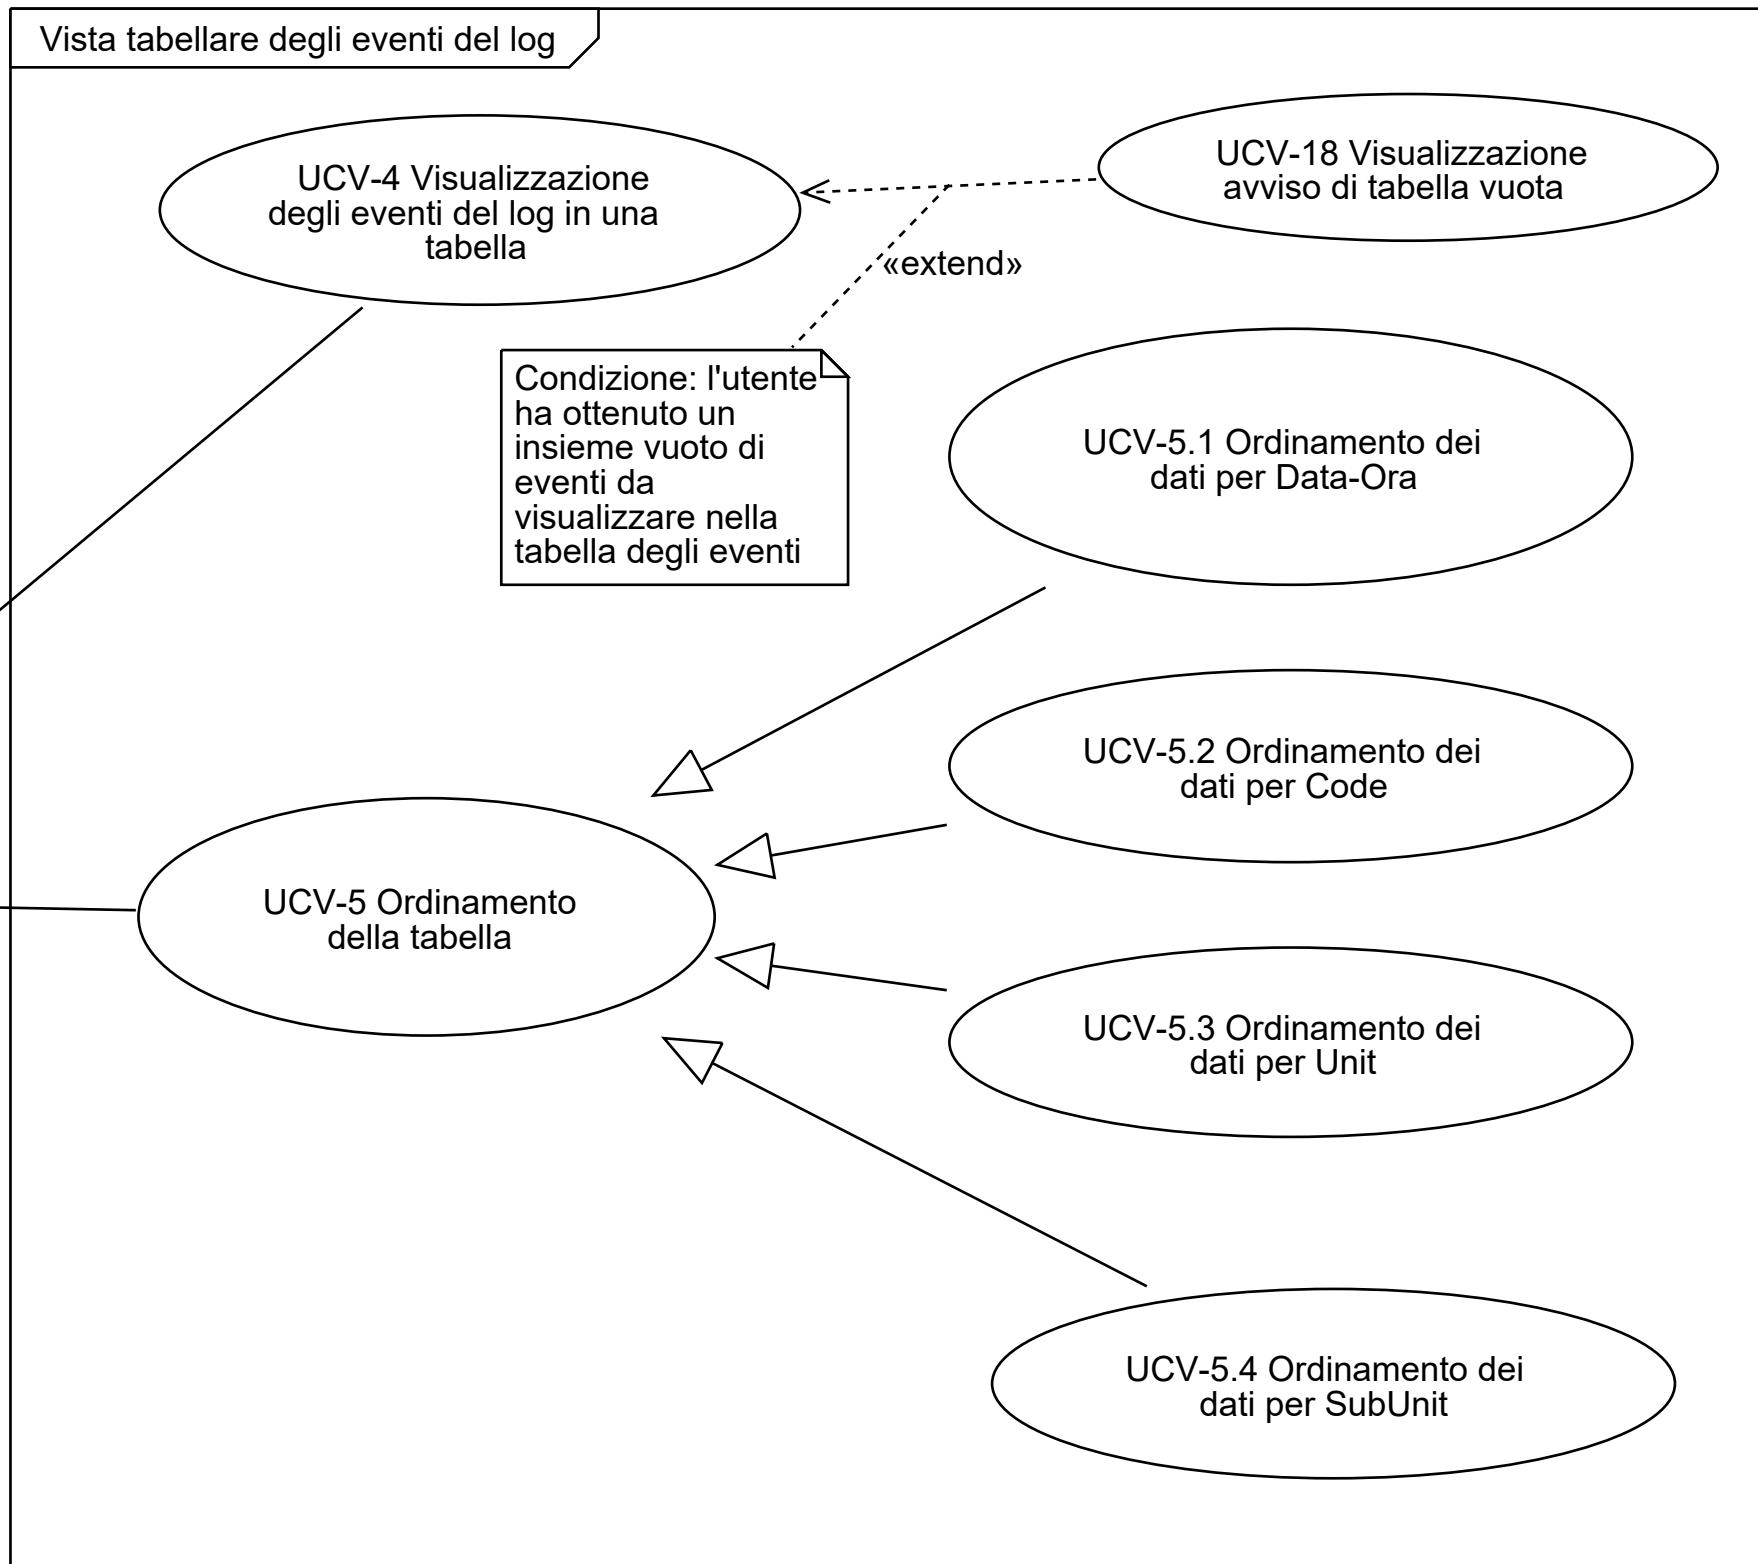 Vista tabellare degli eventi del log
UCV-4 Visualizzazione
degli eventi del log in una
tabella
UCV-18 Visualizzazione
avviso di tabella vuota
«extend»
Condizione: l'utente
ha ottenuto un
insieme vuoto di
eventi da
visualizzare nella
tabella degli eventi
UCV-5.1 Ordinamento dei
dati per Data-Ora
UCV-5.2 Ordinamento dei
dati per Code
UCV-5 Ordinamento
della tabella
UCV-5.3 Ordinamento dei
dati per Unit
UCV-5.4 Ordinamento dei
dati per SubUnit